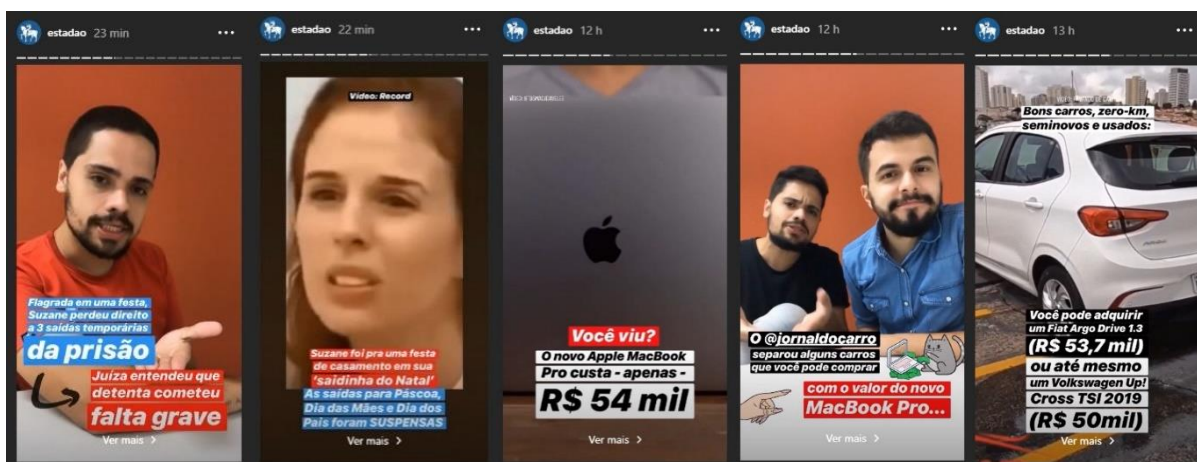 estadao 23 min
Flagrada em uma festa,
Suzane perdeu direito
a 3 saídas temporárias
da prisão
Juíza entendeu que
detenta cometeu
falta grave
Ver mais
estadao 22 min
Vídeo: Record
Suzane foi pra uma festa
de casamento em sua
'saidinha do Natal'
As saídas para Páscoa,
Dia das Mães e Dia dos
Pais foram SUSPENSAS
Ver mais
estadao 12 h
Você viu?
O novo Apple MacBook
Pro custa - apenas -
R$ 54 mil
Ver mais
estadao 12 h
O @jornaldocarro
separou alguns carros
que você pode comprar
com o valor do novo
MacBook Pro...
Ver mais
estadao 13 h
Bons carros, zero-km,
seminovos e usados:
Você pode adquirir
um Fiat Argo Drive 1.3
(R$ 53,7 mil)
ou até mesmo
um Volkswagen Up!
Cross TSI 2019
(R$ 50mil)
Ver mais